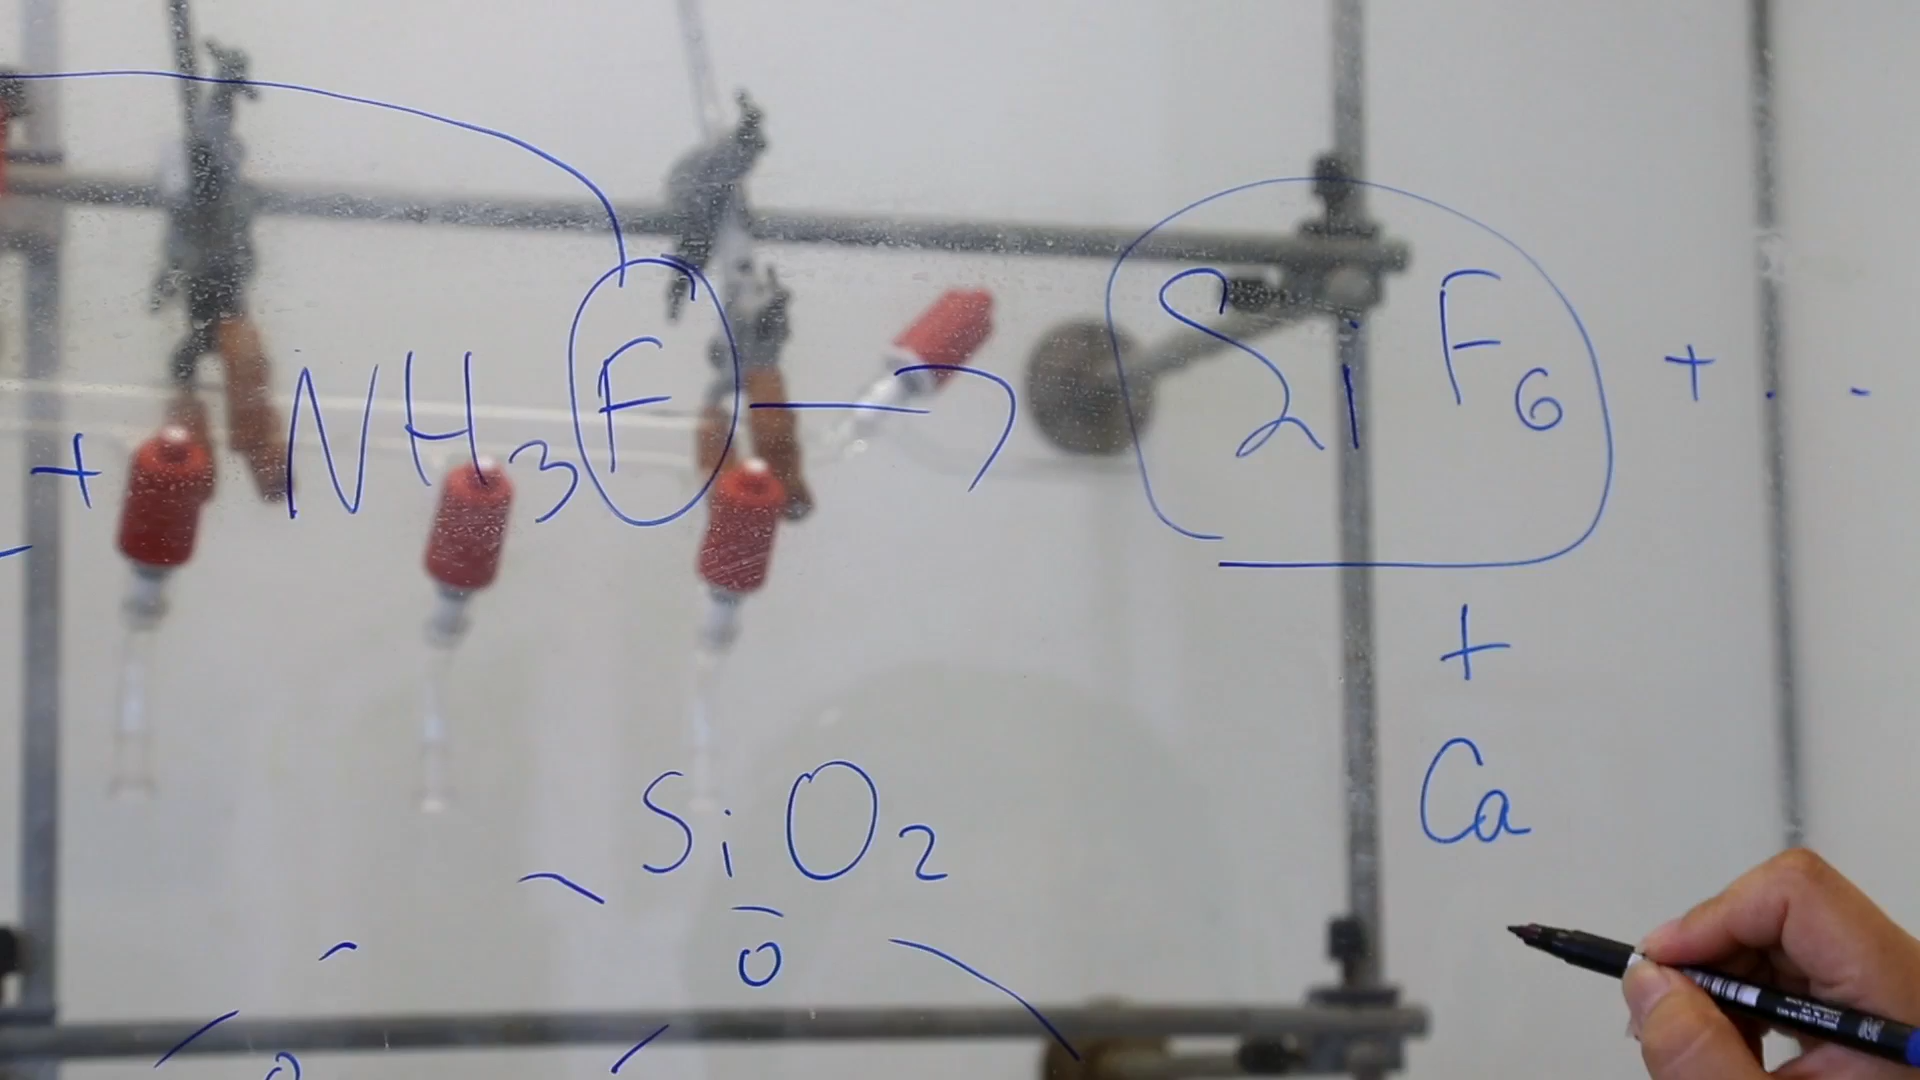 + NH₃F → SiF₆ + . .
+
Ca
SiO₂
O